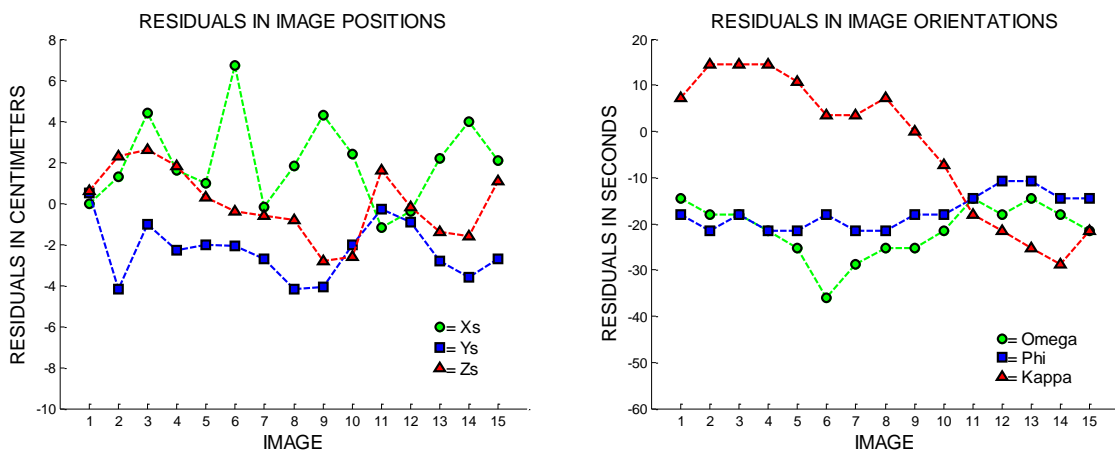 RESIDUALS IN IMAGE POSITIONS
RESIDUALS IN CENTIMETERS
8
6
4
2
0
-2
-4
-6
-8
-10
= Xs
= Ys
= Zs
1 2 3 4 5 6 7 8 9 10 11 12 13 14 15
IMAGE
RESIDUALS IN IMAGE ORIENTATIONS
RESIDUALS IN SECONDS
20
10
0
-10
-20
-30
-40
-50
-60
= Omega
= Phi
= Kappa
1 2 3 4 5 6 7 8 9 10 11 12 13 14 15
IMAGE